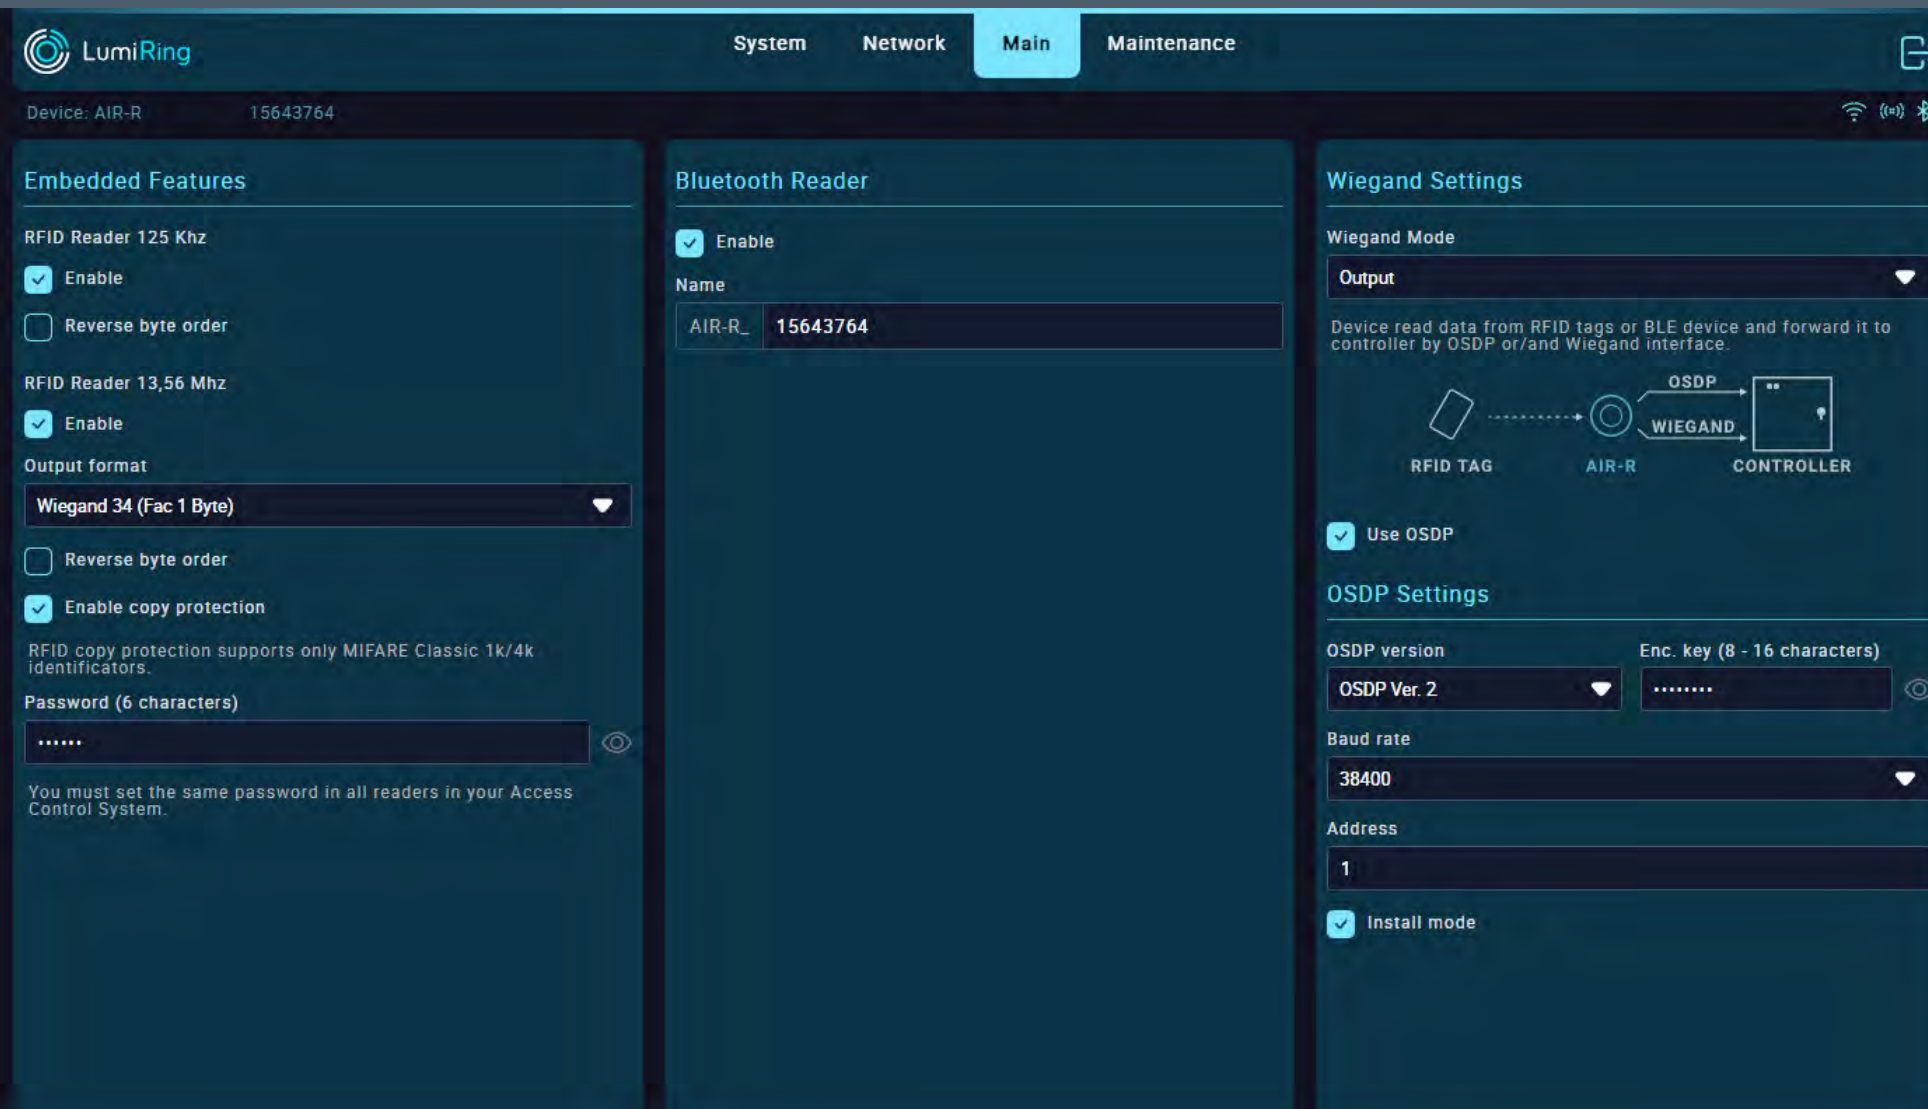 LumiRing
System Network Main Maintenance
Device: AIR-R 15643764
Embedded Features
RFID Reader 125 Khz
Enable
Reverse byte order
RFID Reader 13,56 Mhz
Enable
Output format
Wiegand 34 (Fac 1 Byte)
Reverse byte order
Enable copy protection
RFID copy protection supports only MIFARE Classic 1k/4k
identificators.
Password (6 characters)
••••••
You must set the same password in all readers in your Access
Control System.
Bluetooth Reader
Enable
Name
AIR-R_ 15643764
Wiegand Settings
Wiegand Mode
Output
Device read data from RFID tags or BLE device and forward it to
controller by OSDP or/and Wiegand interface.
OSDP
WIEGAND
RFID TAG AIR-R CONTROLLER
Use OSDP
OSDP Settings
OSDP version Enc. key (8 - 16 characters)
OSDP Ver. 2 ••••••••
Baud rate
38400
Address
1
Install mode